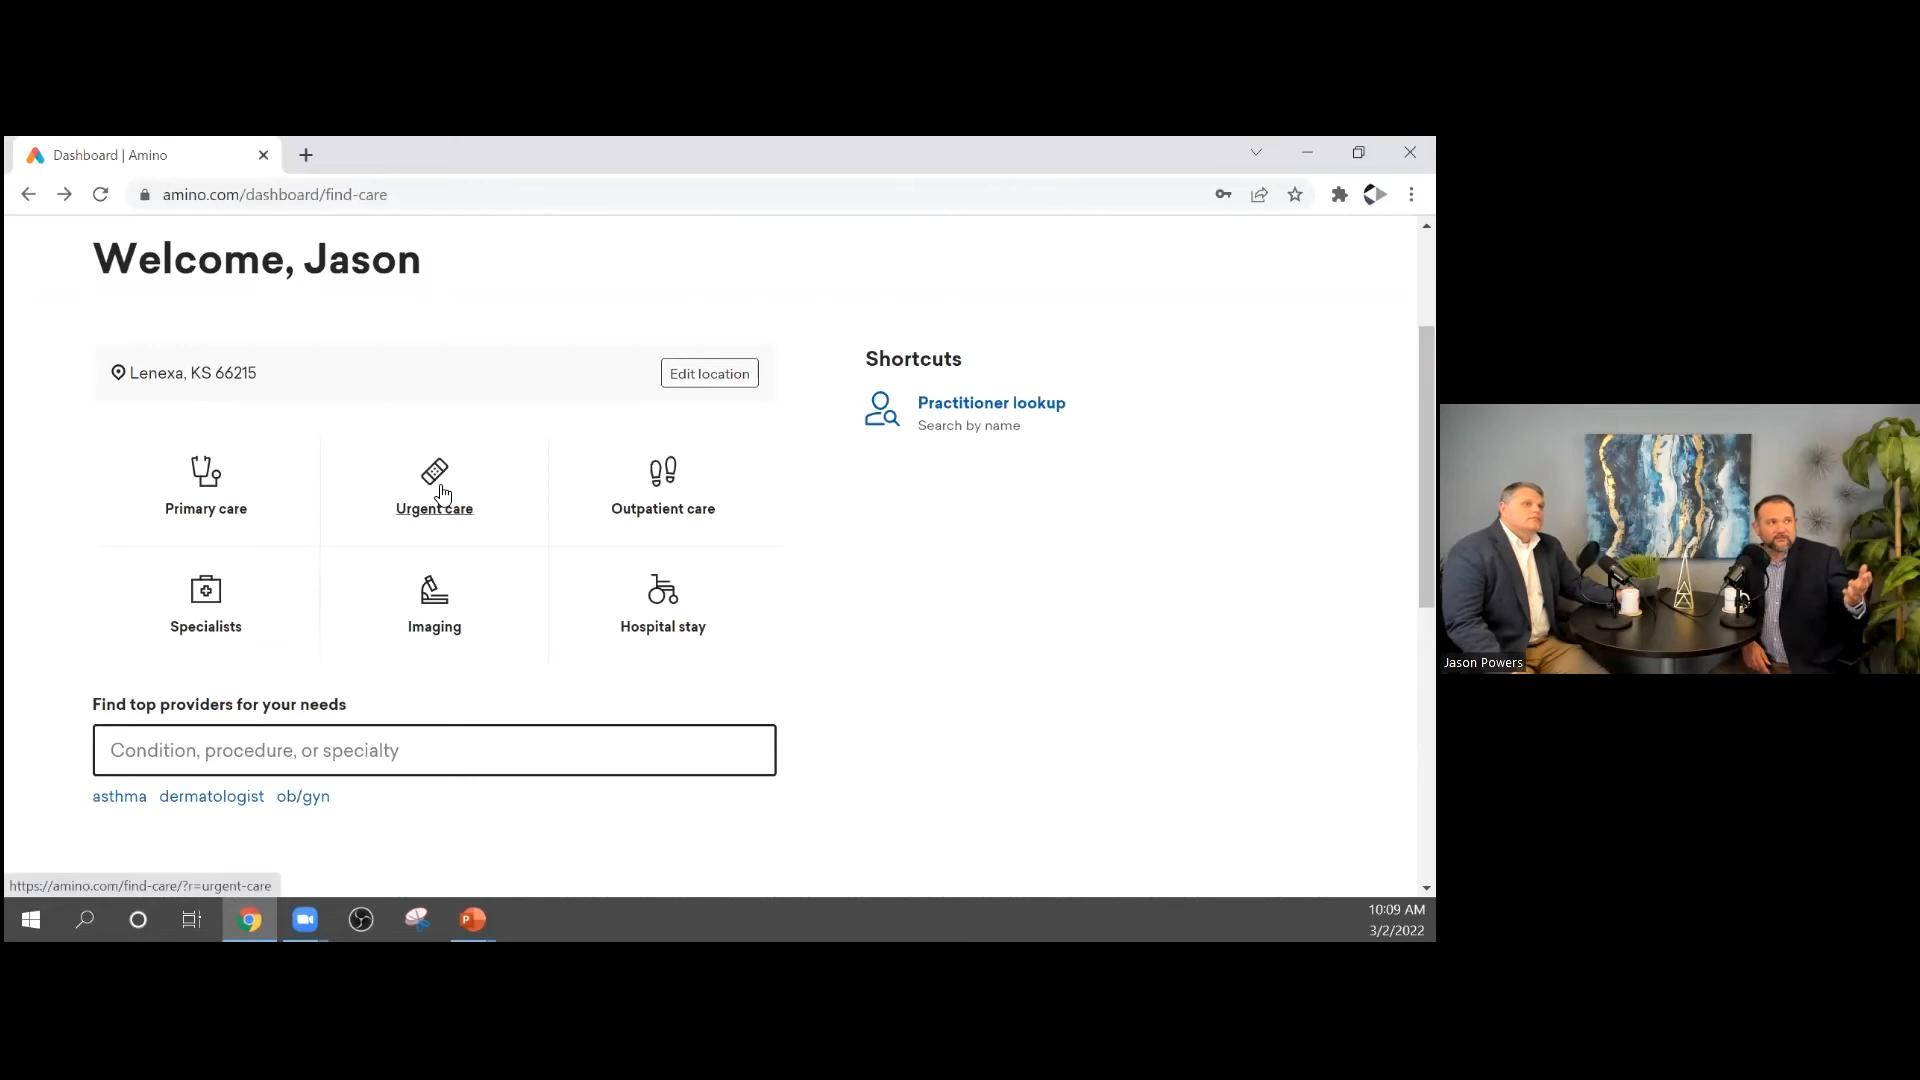 Dashboard | Amino
amino.com/dashboard/find-care
Welcome, Jason
Lenexa, KS 66215
Edit location
Shortcuts
Practitioner lookup
Search by name
Primary care
Urgent care
Outpatient care
Specialists
Imaging
Hospital stay
Find top providers for your needs
Condition, procedure, or specialty
asthma dermatologist ob/gyn
https://amino.com/find-care/?r=urgent-care
10:09 AM
3/2/2022
Jason Powers